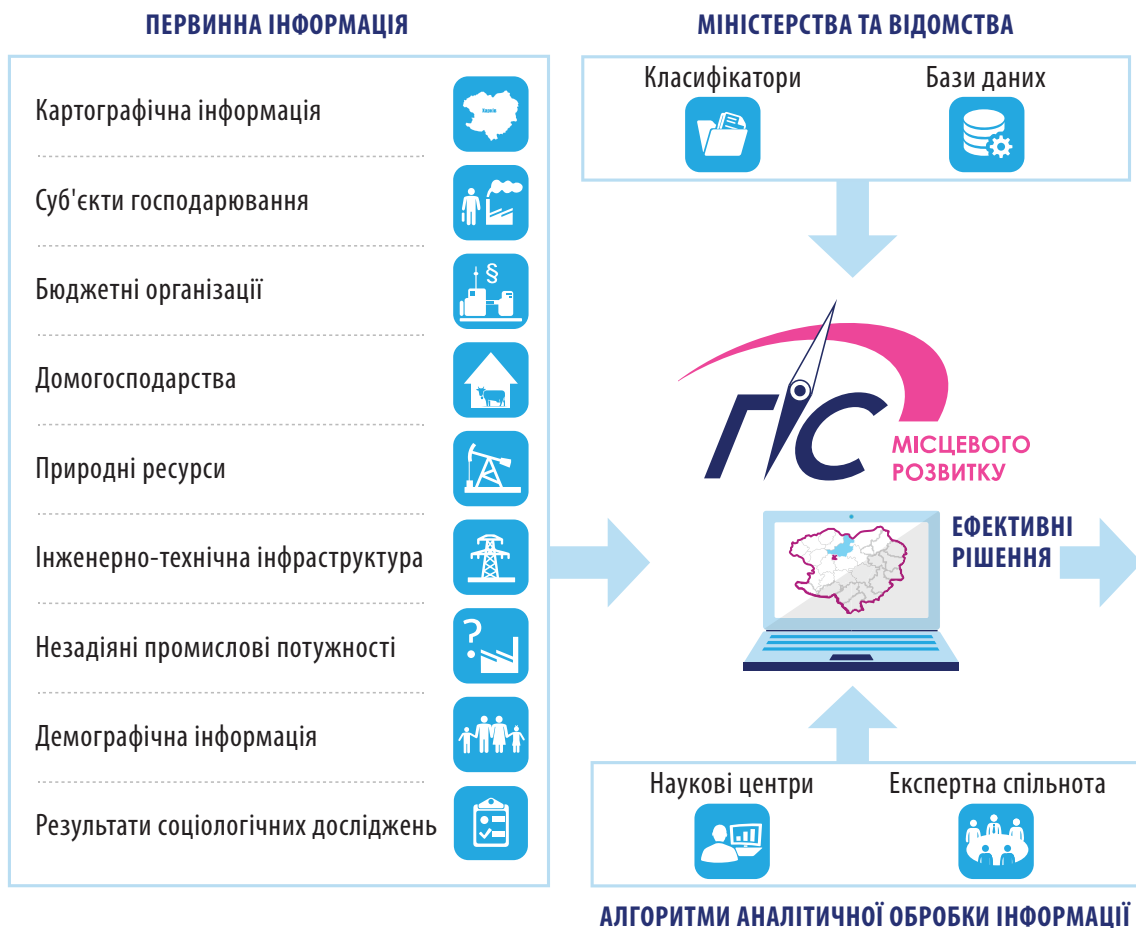 ПЕРВИННА ІНФОРМАЦІЯ
Картографічна інформація
Суб'єкти господарювання
Бюджетні організації
§
Домогосподарства
Природні ресурси
Інженерно-технічна інфраструктура
Незадіяні промислові потужності
?
Демографічна інформація
Результати соціологічних досліджень
МІНІСТЕРСТВА ТА ВІДОМСТВА
Класифікатори
Бази даних
ГІС
МІСЦЕВОГО
РОЗВИТКУ
ЕФЕКТИВНІ
РІШЕННЯ
Наукові центри
Експертна спільнота
АЛГОРИТМИ АНАЛІТИЧНОЇ ОБРОБКИ ІНФОРМАЦІЇ